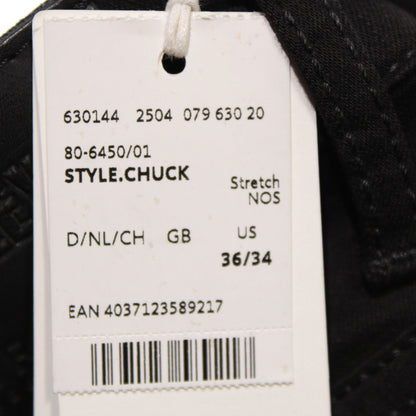 630144 2504 079 630 20
80-6450/01
STYLE.CHUCK
Stretch
NOS
D/NL/CH GB US
36/34
EAN 4037123589217